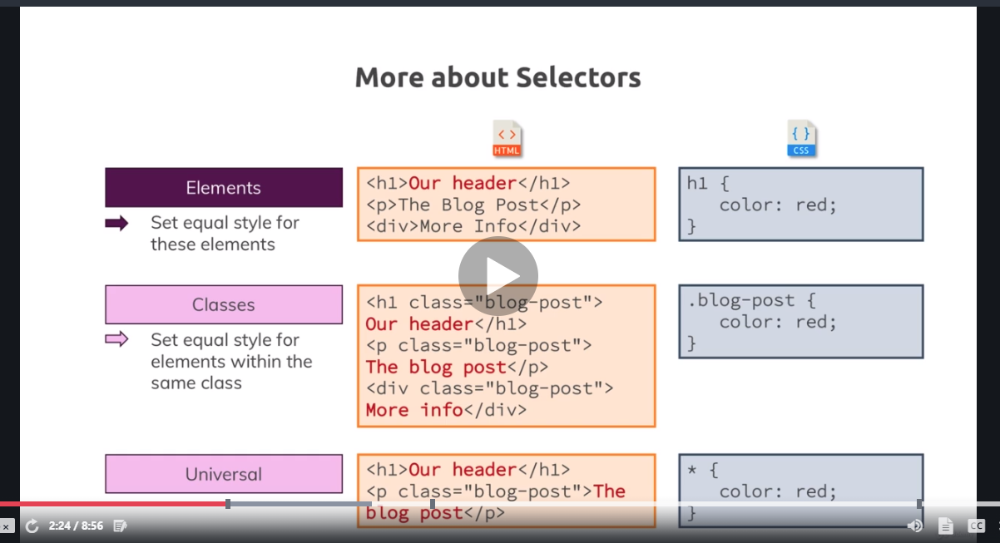 More about Selectors
HTML
CSS
Elements
Set equal style for
these elements
<h1>Our header</h1>
<p>The Blog Post</p>
<div>More Info</div>
h1 {
color: red;
}
Classes
Set equal style for
elements within the
same class
<h1 class="blog-post">
Our header</h1>
<p class="blog-post">
The blog post</p>
<div class="blog-post">
More info</div>
.blog-post {
color: red;
}
Universal
<h1>Our header</h1>
<p class="blog-post">The
blog post</p>
* {
color: red;
}
x
2:24 / 8:56
CC